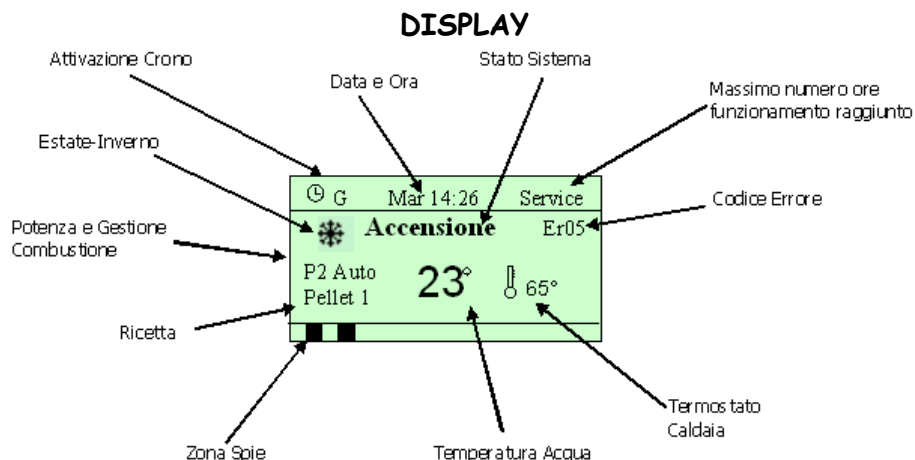 DISPLAY
Attivazione Crono
Stato Sistema
Data e Ora
Massimo numero ore
funzionamento raggiunto
Estate-Inverno
Codice Errore
Potenza e Gestione
Combustione
Ricetta
G Mar 14:26 Service
Accensione Er05
P2 Auto
Pellet 1
23° 65°
Termostato
Caldaia
Zona Spie
Temperatura Acqua